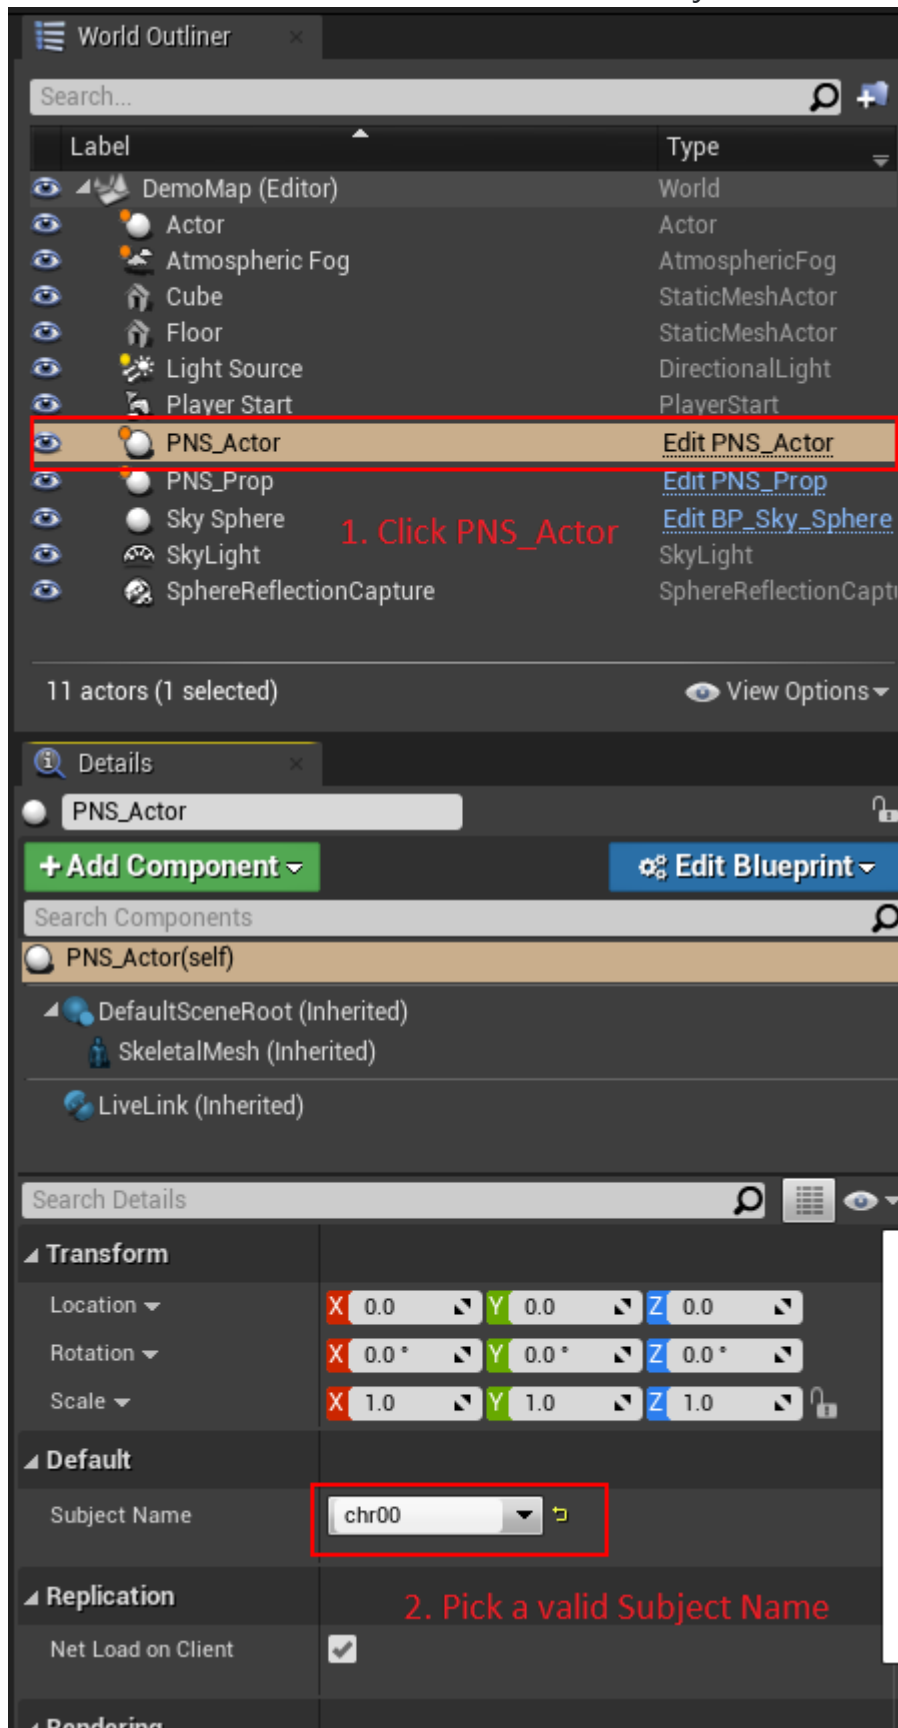 World Outliner
Search...
Label Type
DemoMap (Editor) World
Actor Actor
Atmospheric Fog AtmosphericFog
Cube StaticMeshActor
Floor StaticMeshActor
Light Source DirectionalLight
Player Start PlayerStart
PNS_Actor Edit PNS_Actor
PNS_Prop Edit PNS_Prop
Sky Sphere Edit BP_Sky_Sphere
1. Click PNS_Actor
SkyLight SkyLight
SphereReflectionCapture SphereReflectionCaptu
11 actors (1 selected) View Options
Details
PNS_Actor
+ Add Component Edit Blueprint
Search Components
PNS_Actor(self)
DefaultSceneRoot (Inherited)
SkeletalMesh (Inherited)
LiveLink (Inherited)
Search Details
Transform
Location X 0.0 Y 0.0 Z 0.0
Rotation X 0.0 ° Y 0.0 ° Z 0.0 °
Scale X 1.0 Y 1.0 Z 1.0
Default
Subject Name chr00
Replication
2. Pick a valid Subject Name
Net Load on Client
Rendering